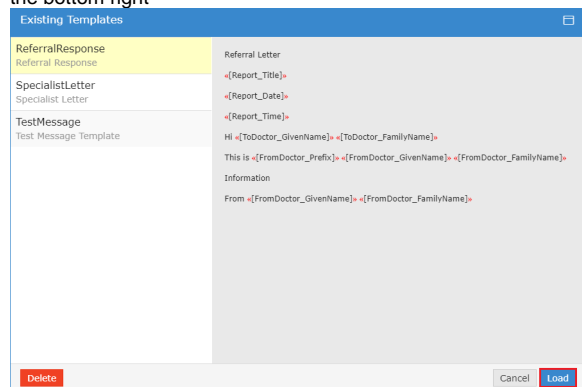 the bottom right
Existing Templates
ReferralResponse
Referral Response
SpecialistLetter
Specialist Letter
TestMessage
Test Message Template
Referral Letter
«[Report_Title]»
«[Report_Date]»
«[Report_Time]»
Hi «[ToDoctor_GivenName]» «[ToDoctor_FamilyName]»
This is «[FromDoctor_Prefix]» «[FromDoctor_GivenName]» «[FromDoctor_FamilyName]»
Information
From «[FromDoctor_GivenName]» «[FromDoctor_FamilyName]»
Delete
Cancel
Load